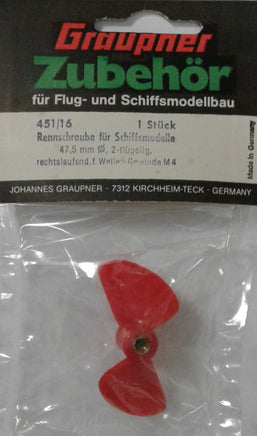 Graupner
Zubehör
für Flug- und Schiffsmodellbau
451/16 1 Stück
Rennschraube für Schiffsmodelle
47,5 mm Ø, 2-flügelig,
rechtslaufend, f. Wellen Gewinde M 4
Made in Germany
JOHANNES GRAUPNER · 7312 KIRCHHEIM-TECK · GERMANY